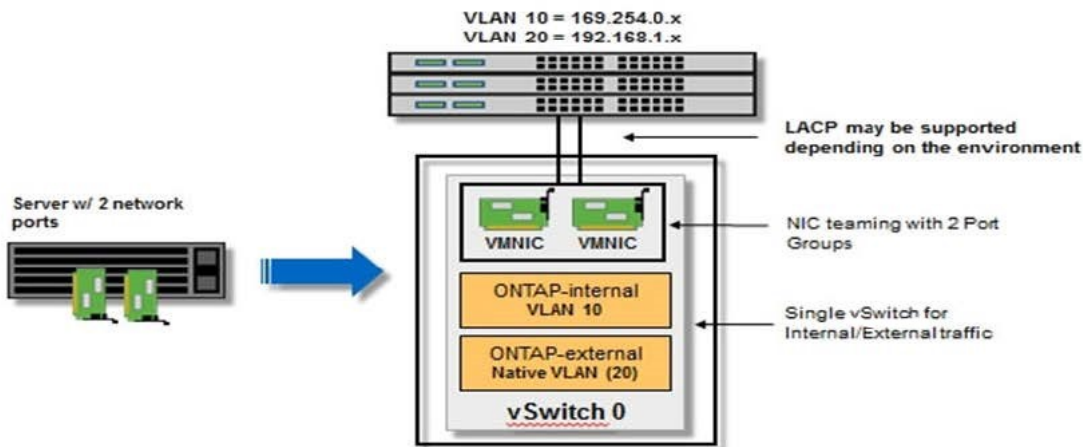 VLAN 10 = 169.254.0.x
VLAN 20 = 192.168.1.x
LACP may be supported
depending on the environment
Server w/ 2 network
ports
VMNIC
VMNIC
NIC teaming with 2 Port
Groups
ONTAP-internal
VLAN 10
Single vSwitch for
Internal/External traffic
ONTAP-external
Native VLAN (20)
vSwitch 0